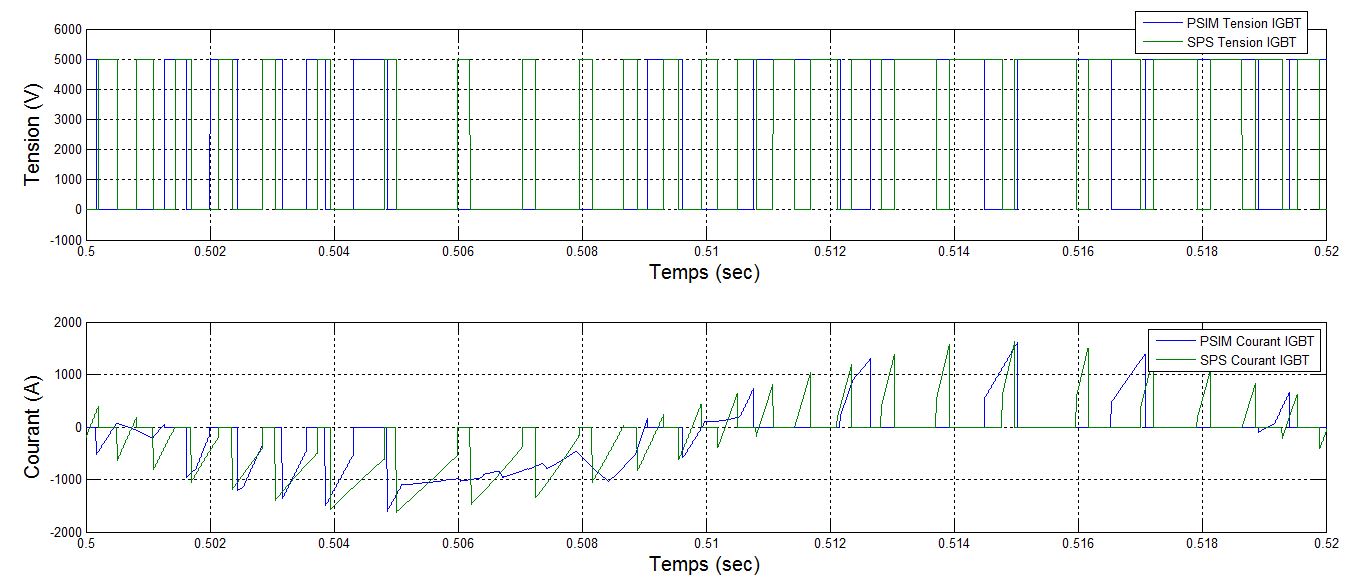 PSIM Tension IGBT
SPS Tension IGBT
6000
5000
4000
3000
2000
1000
0
-1000
Tension (V)
0.5 0.502 0.504 0.506 0.508 0.51 0.512 0.514 0.516 0.518 0.52
Temps (sec)
PSIM Courant IGBT
SPS Courant IGBT
2000
1000
0
-1000
-2000
Courant (A)
0.5 0.502 0.504 0.506 0.508 0.51 0.512 0.514 0.516 0.518 0.52
Temps (sec)